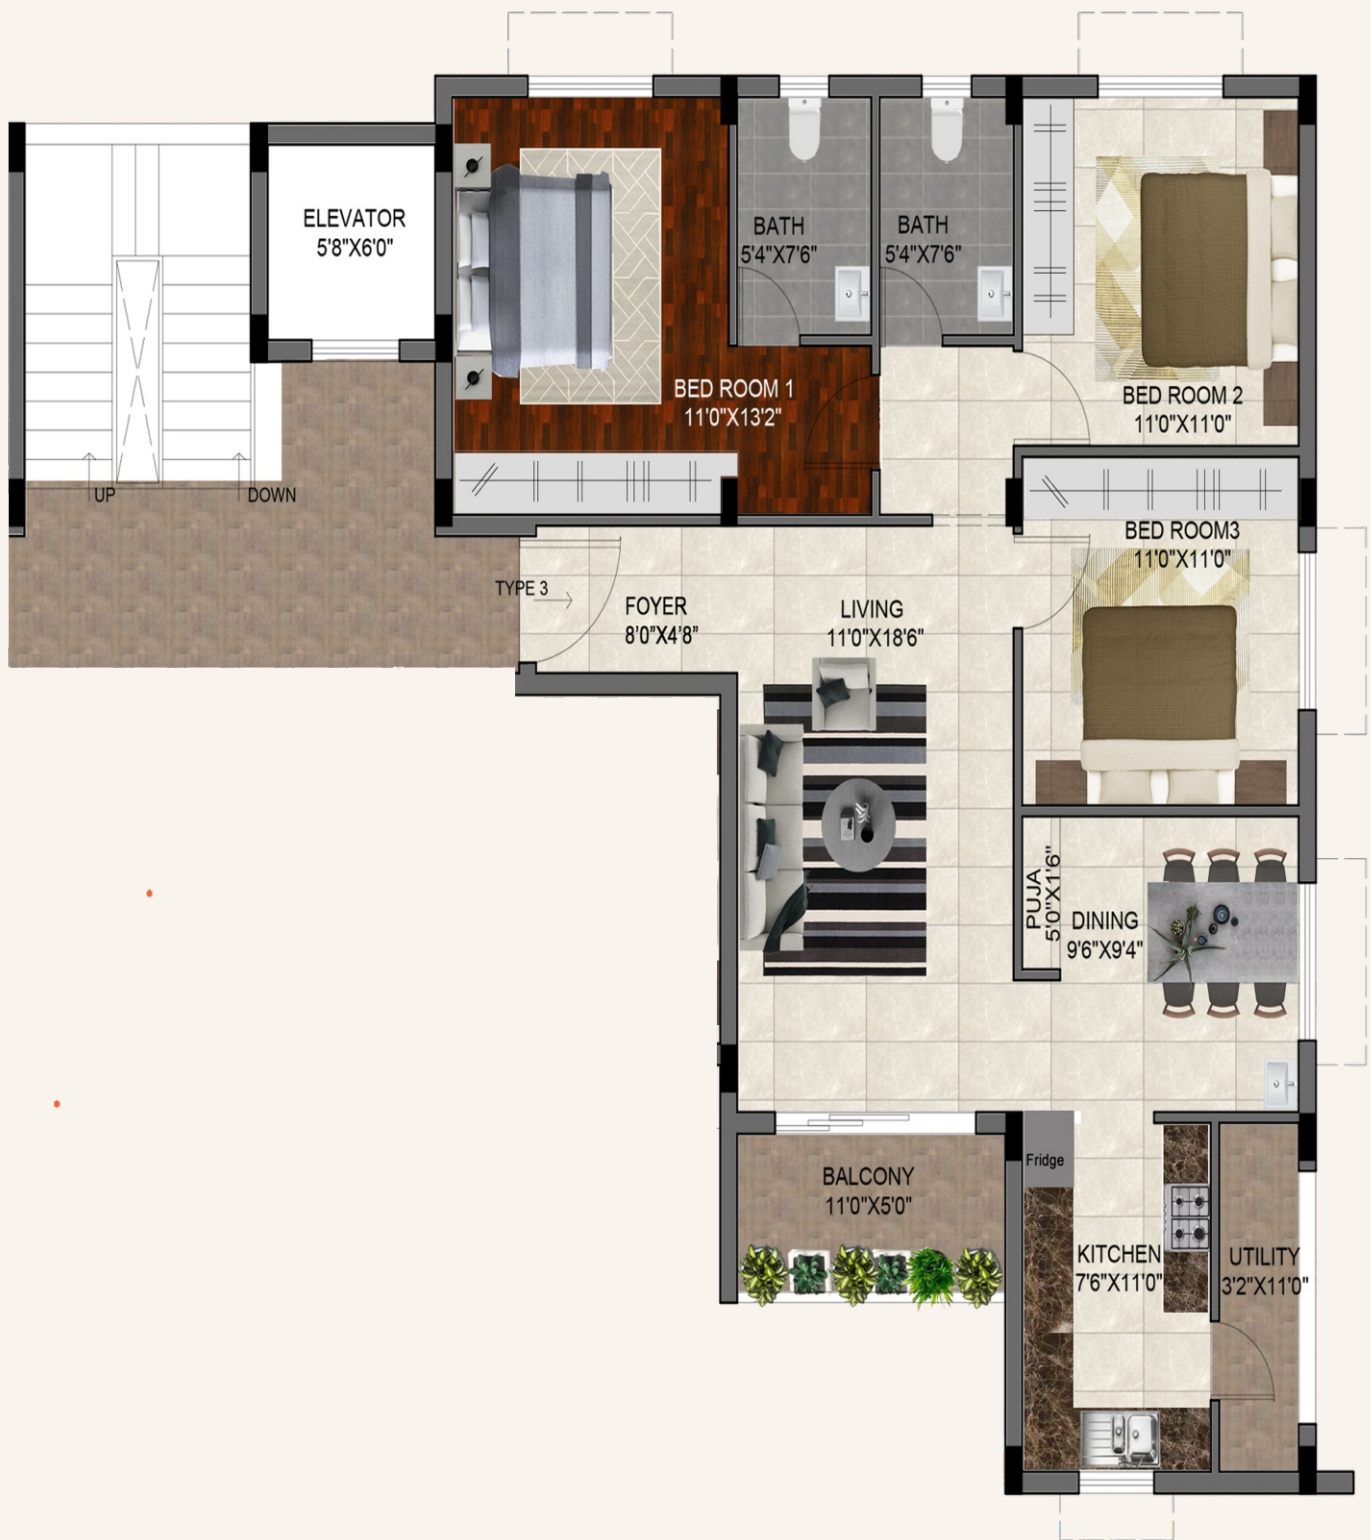 ELEVATOR
5'8"X6'0"
BATH
5'4"X7'6"
BATH
5'4"X7'6"
BED ROOM 1
11'0"X13'2"
BED ROOM 2
11'0"X11'0"
UP
DOWN
BED ROOM3
11'0"X11'0"
TYPE 3
FOYER
8'0"X4'8"
LIVING
11'0"X18'6"
PUJA
5'0"X1'6"
DINING
9'6"X9'4"
Fridge
BALCONY
11'0"X5'0"
KITCHEN
7'6"X11'0"
UTILITY
3'2"X11'0"